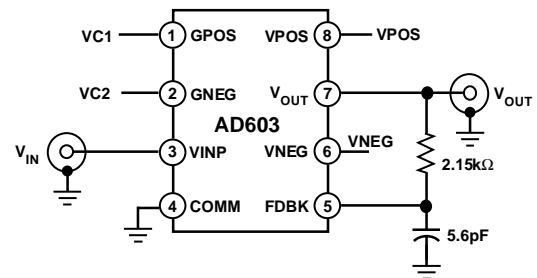 VC1 1 GPOS VPOS 8 VPOS
VC2 2 GNEG VOUT 7 VOUT
AD603
VIN 3 VINP VNEG 6 VNEG
2.15kΩ
4 COMM FDBK 5
5.6pF